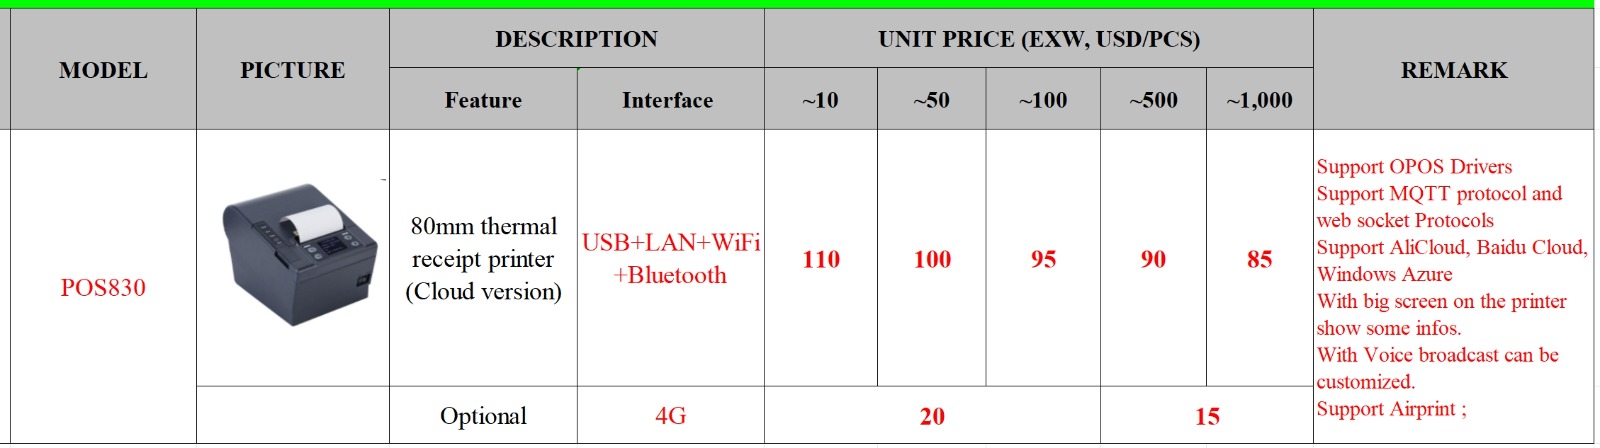 MODEL
PICTURE
DESCRIPTION
UNIT PRICE (EXW, USD/PCS)
REMARK
Feature
Interface
~10
~50
~100
~500
~1,000
POS830
80mm thermal
receipt printer
(Cloud version)
USB+LAN+WiFi
+Bluetooth
110
100
95
90
85
Support OPOS Drivers
Support MQTT protocol and
web socket Protocols
Support AliCloud, Baidu Cloud,
Windows Azure
With big screen on the printer
show some infos.
With Voice broadcast can be
customized.
Support Airprint ;
Optional
4G
20
15